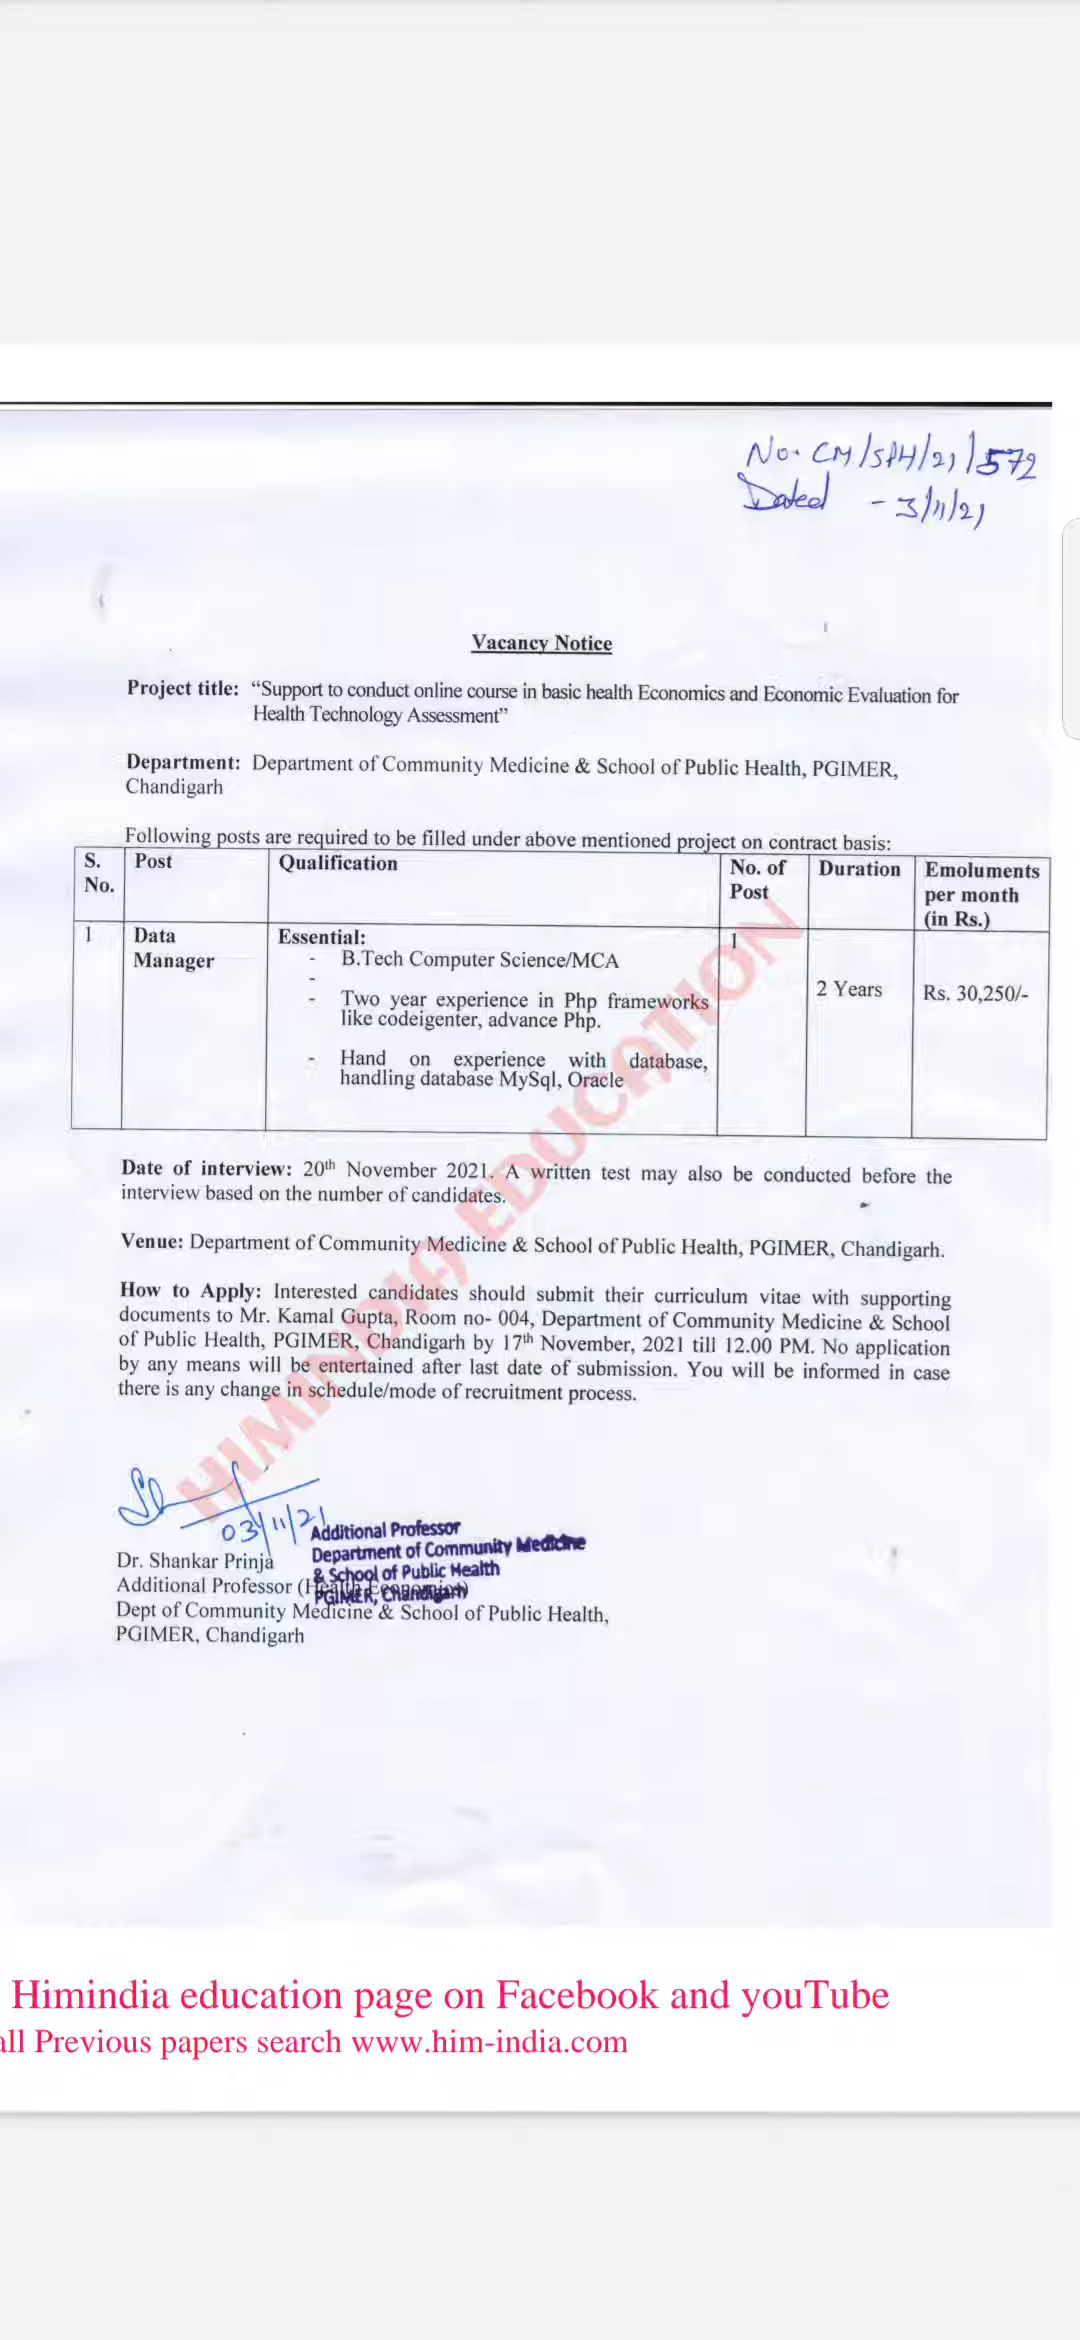 No. CM/SPH/21/572
Dated - 3/11/21
Vacancy Notice
Project title: “Support to conduct online course in basic health Economics and Economic Evaluation for
Health Technology Assessment”
Department: Department of Community Medicine & School of Public Health, PGIMER,
Chandigarh
Following posts are required to be filled under above mentioned project on contract basis:
S. No. Post Qualification No. of Post Duration Emoluments per month (in Rs.)
1 Data Manager Essential: 1 2 Years Rs. 30,250/-
- B.Tech Computer Science/MCA
-
- Two year experience in Php frameworks
like codeigenter, advance Php.
- Hand on experience with database,
handling database MySql, Oracle
Date of interview: 20th November 2021. A written test may also be conducted before the
interview based on the number of candidates.
Venue: Department of Community Medicine & School of Public Health, PGIMER, Chandigarh.
How to Apply: Interested candidates should submit their curriculum vitae with supporting
documents to Mr. Kamal Gupta, Room no- 004, Department of Community Medicine & School
of Public Health, PGIMER, Chandigarh by 17th November, 2021 till 12.00 PM. No application
by any means will be entertained after last date of submission. You will be informed in case
there is any change in schedule/mode of recruitment process.
HIMINDIA EDUCATION
03/11/21
Additional Professor
Department of Community Medicine
& School of Public Health
PGIMER, Chandigarh
Dr. Shankar Prinja
Additional Professor (Health Economics)
Dept of Community Medicine & School of Public Health,
PGIMER, Chandigarh
Himindia education page on Facebook and youTube
all Previous papers search www.him-india.com